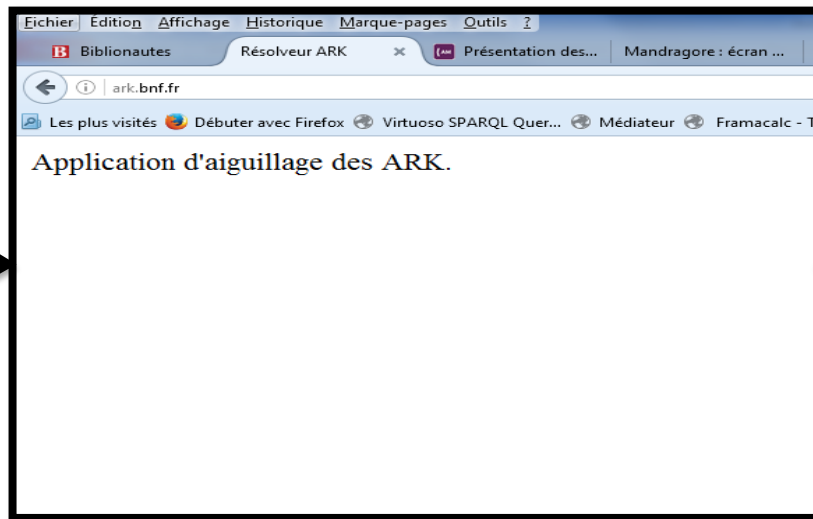 Fichier Édition Affichage Historique Marque-pages Outils ?
B Biblionautes Résolveur ARK × Présentation des... Mandragore : écran ...
ark.bnf.fr
Les plus visités Débuter avec Firefox Virtuoso SPARQL Quer... Médiateur Framacalc - T
Application d'aiguillage des ARK.